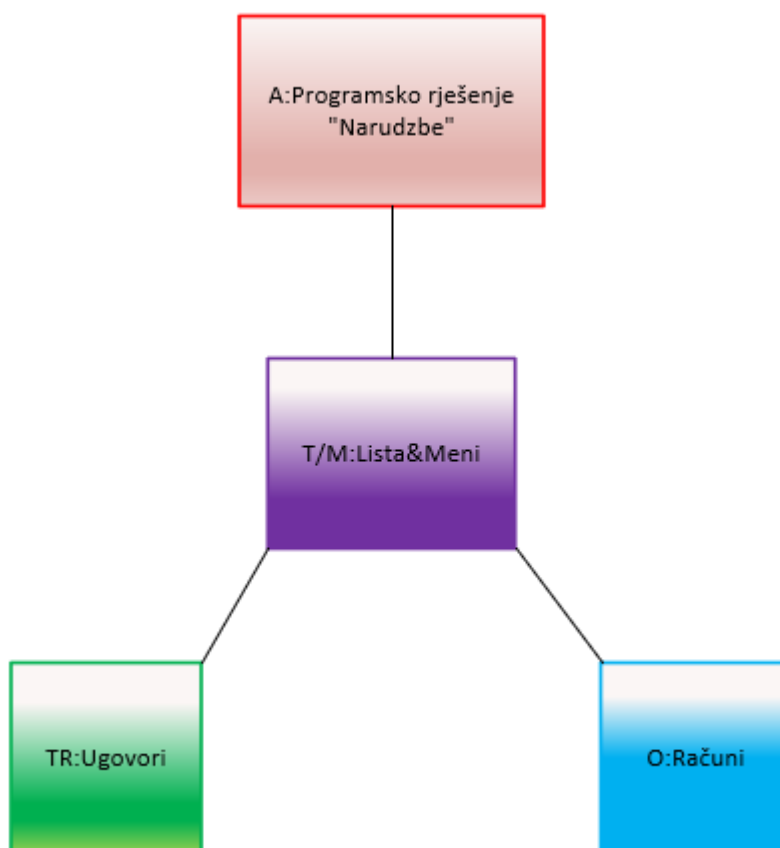 A:Programsko rješenje
"Narudzbe"
T/M:Lista&Meni
TR:Ugovori
O:Računi